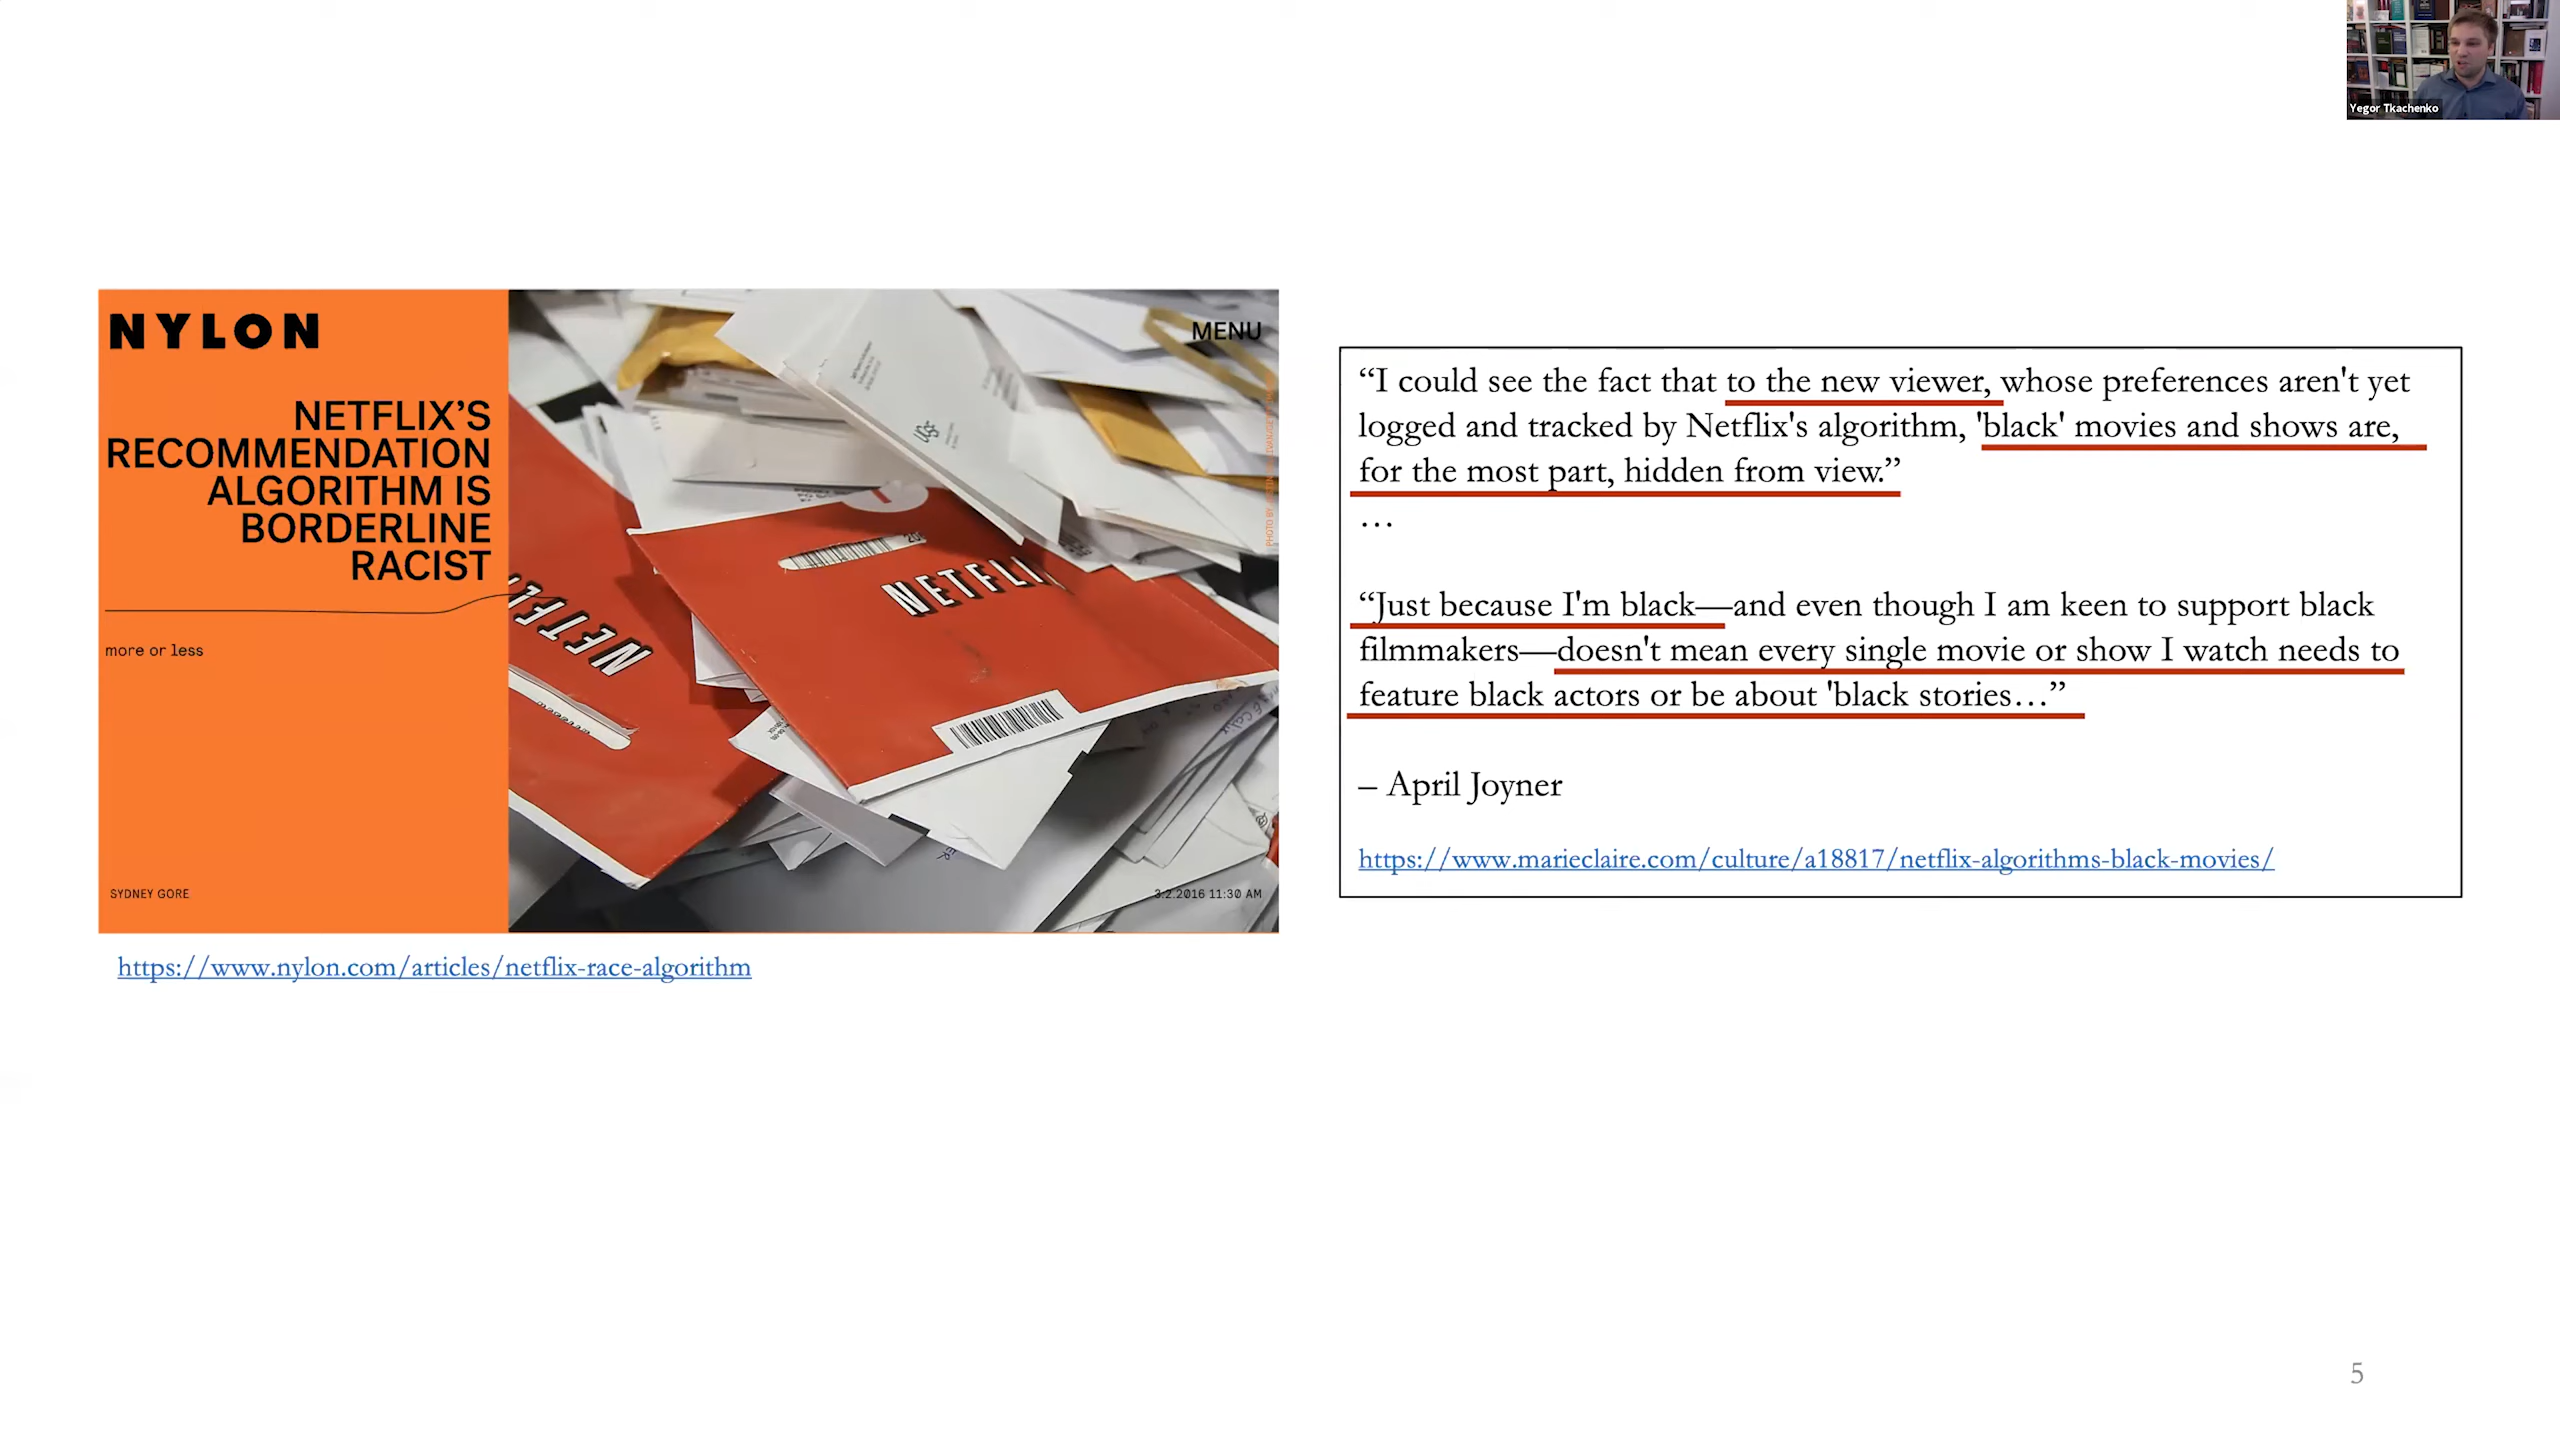 Yegor Tkachenko
NYLON
MENU
NETFLIX’S
RECOMMENDATION
ALGORITHM IS
BORDERLINE
RACIST
more or less
SYDNEY GORE
NETFLIX
NETFLI
3.2.2016 11:30 AM
https://www.nylon.com/articles/netflix-race-algorithm
“I could see the fact that to the new viewer, whose preferences aren't yet
logged and tracked by Netflix's algorithm, 'black' movies and shows are,
for the most part, hidden from view.”
…
“Just because I'm black—and even though I am keen to support black
filmmakers—doesn't mean every single movie or show I watch needs to
feature black actors or be about 'black stories…”
– April Joyner
https://www.marieclaire.com/culture/a18817/netflix-algorithms-black-movies/
5